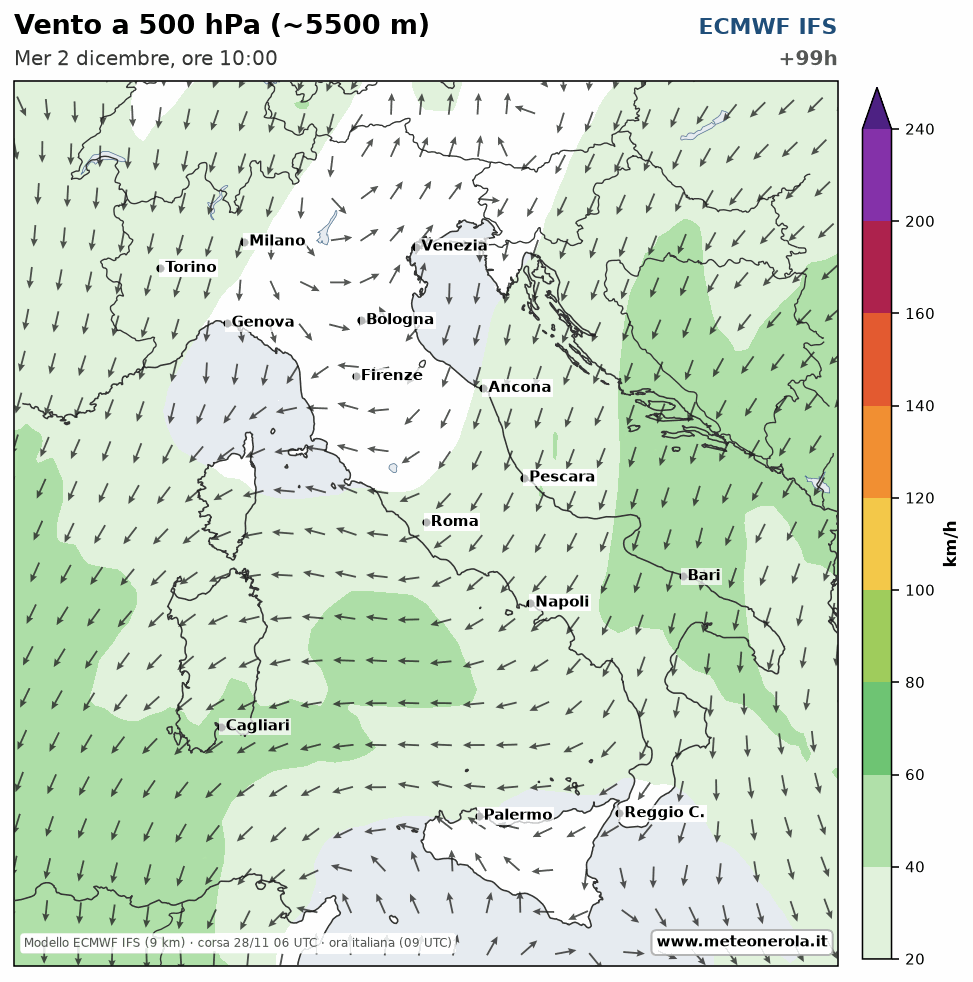 Vento a 500 hPa (~5500 m)
ECMWF IFS
Mer 2 dicembre, ore 10:00
+99h
Milano
Venezia
Torino
Genova
Bologna
Firenze
Ancona
Pescara
Roma
Bari
Napoli
Cagliari
Palermo
Reggio C.
240
200
160
140
120
100
80
60
40
20
km/h
Modello ECMWF IFS (9 km) · corsa 28/11 06 UTC · ora italiana (09 UTC)
www.meteonerola.it